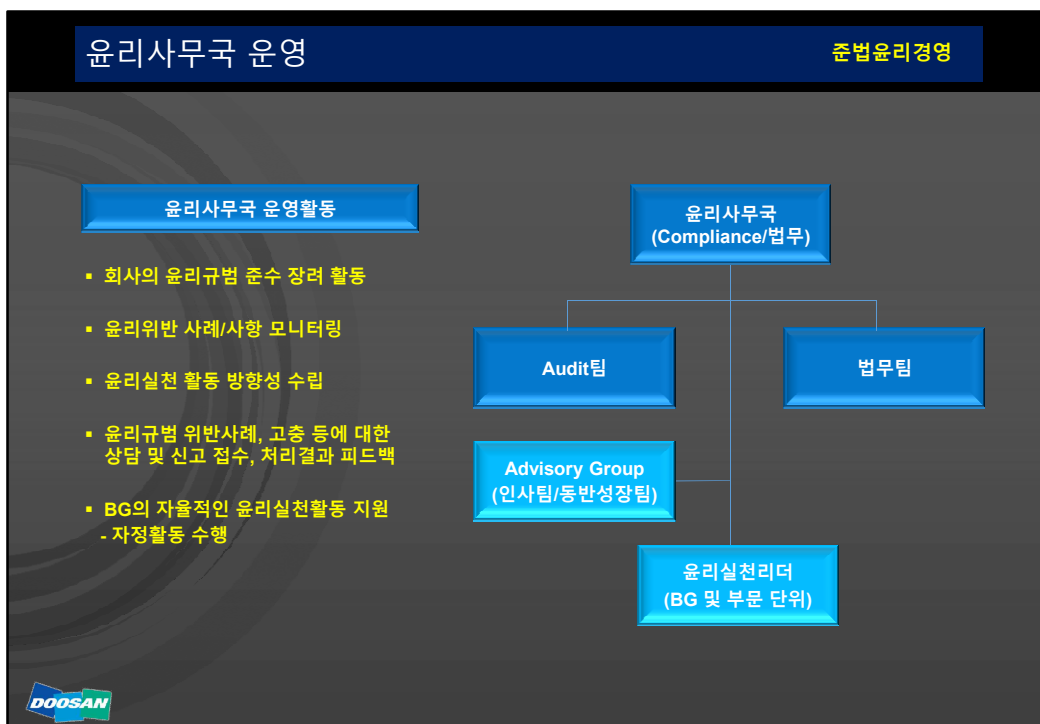 윤리사무국 운영
준법윤리경영
윤리사무국 운영활동
▪ 회사의 윤리규범 준수 장려 활동
▪ 윤리위반 사례/사항 모니터링
▪ 윤리실천 활동 방향성 수립
▪ 윤리규범 위반사례, 고충 등에 대한
상담 및 신고 접수, 처리결과 피드백
▪ BG의 자율적인 윤리실천활동 지원
- 자정활동 수행
윤리사무국
(Compliance/법무)
Audit팀
법무팀
Advisory Group
(인사팀/동반성장팀)
윤리실천리더
(BG 및 부문 단위)
DOOSAN